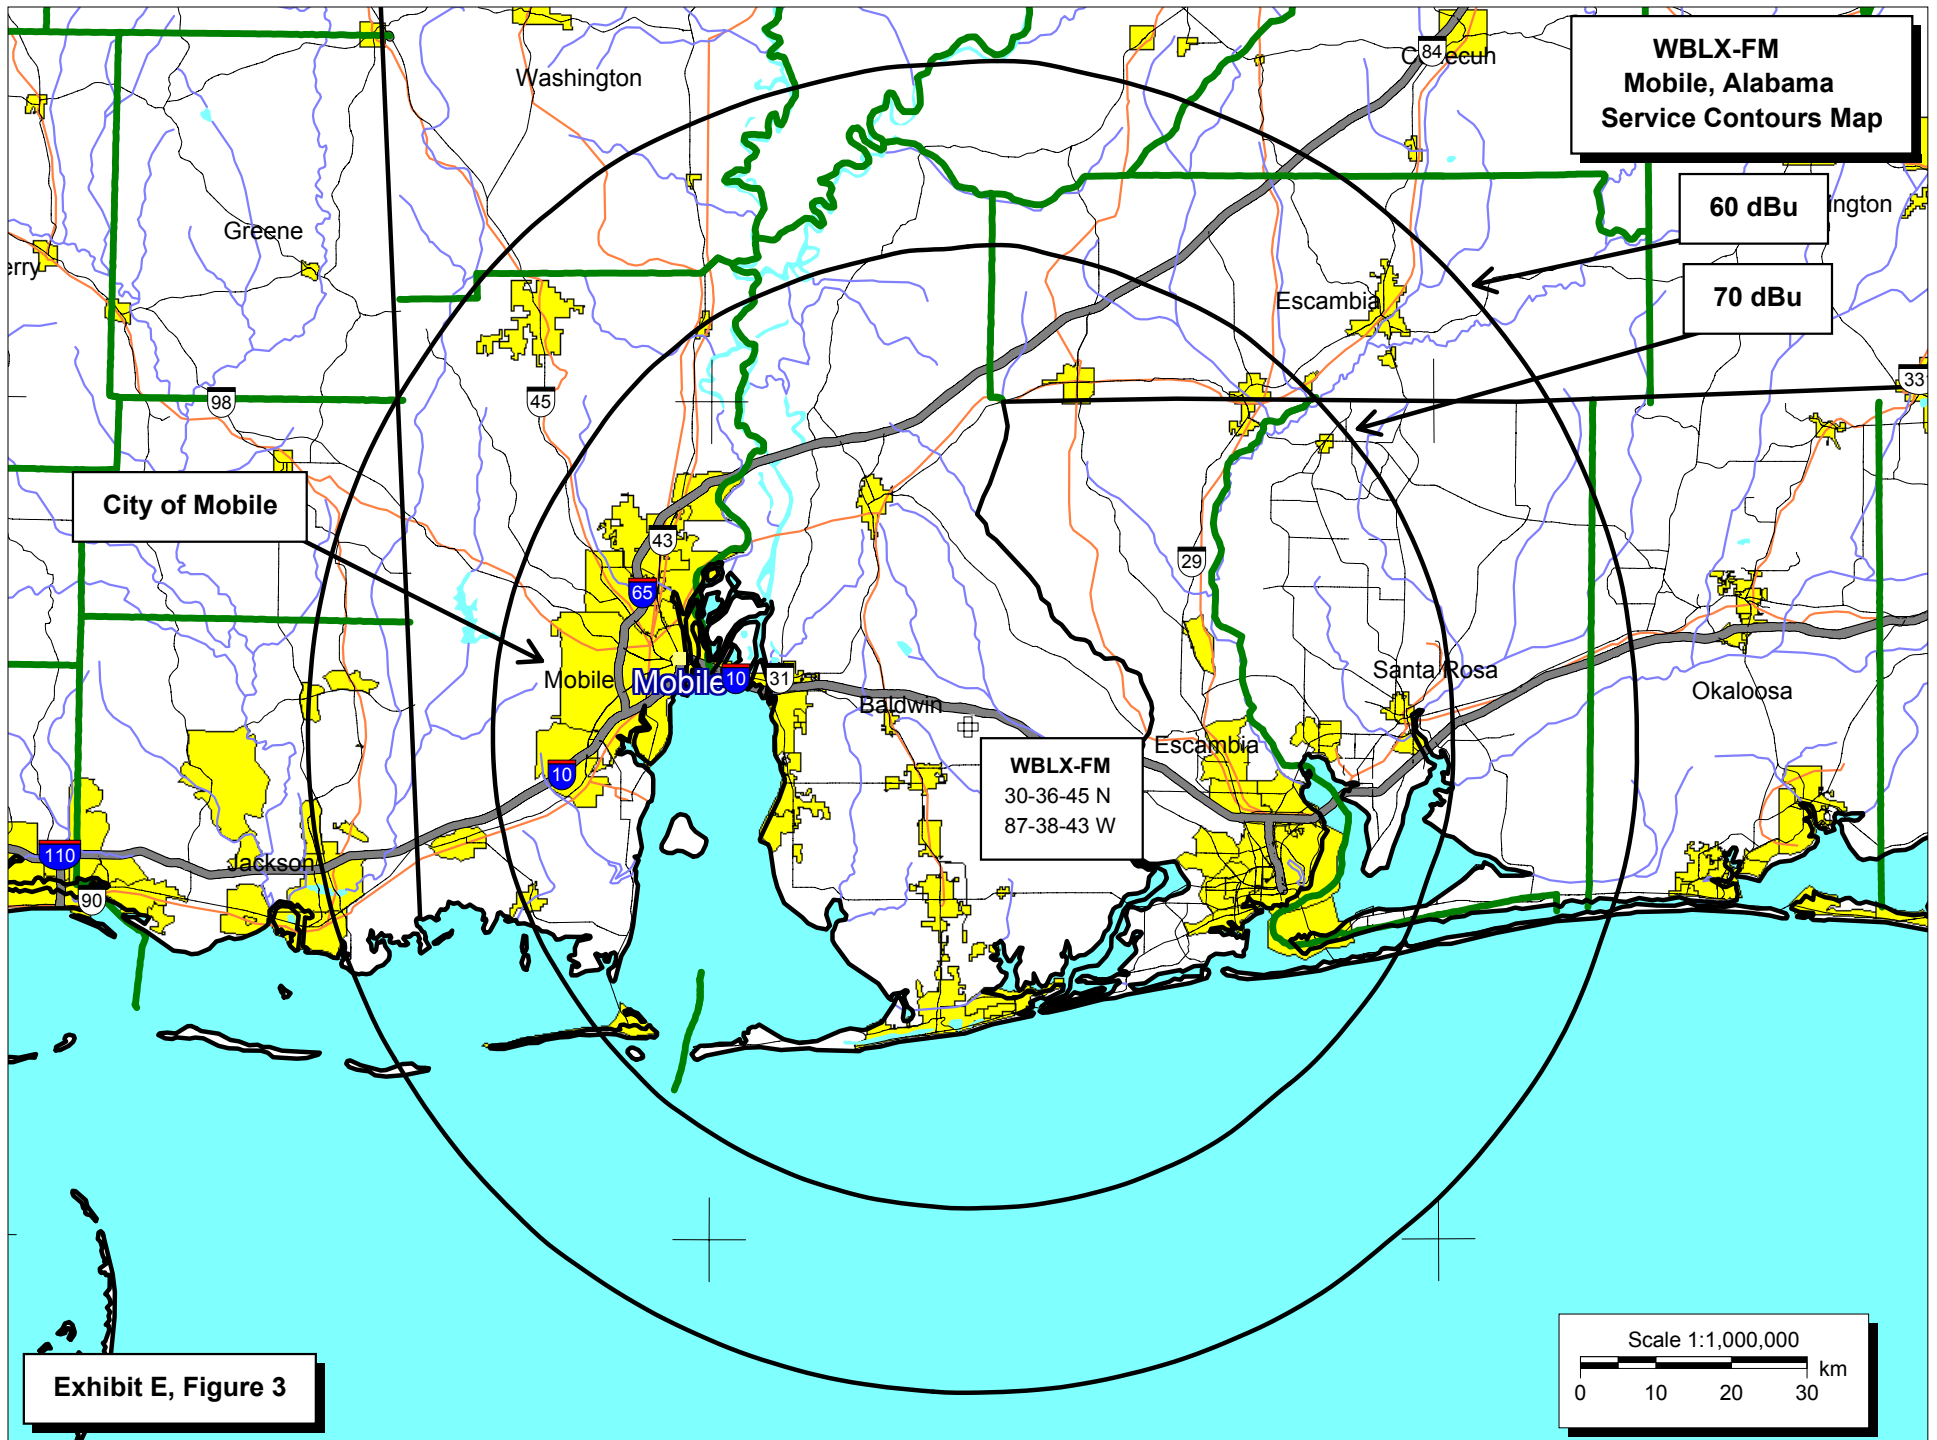 WBLX-FM
Mobile, Alabama
Service Contours Map
Washington
84
60 dBu
ington
Greene
erry
70 dBu
Escambia
98
45
33
City of Mobile
43
29
65
Mobile
Mobile
10
31
Baldwin
Santa Rosa
Okaloosa
Escambia
WBLX-FM
30-36-45 N
87-38-43 W
10
110
Jackson
90
Scale 1:1,000,000
km
0 10 20 30
Exhibit E, Figure 3